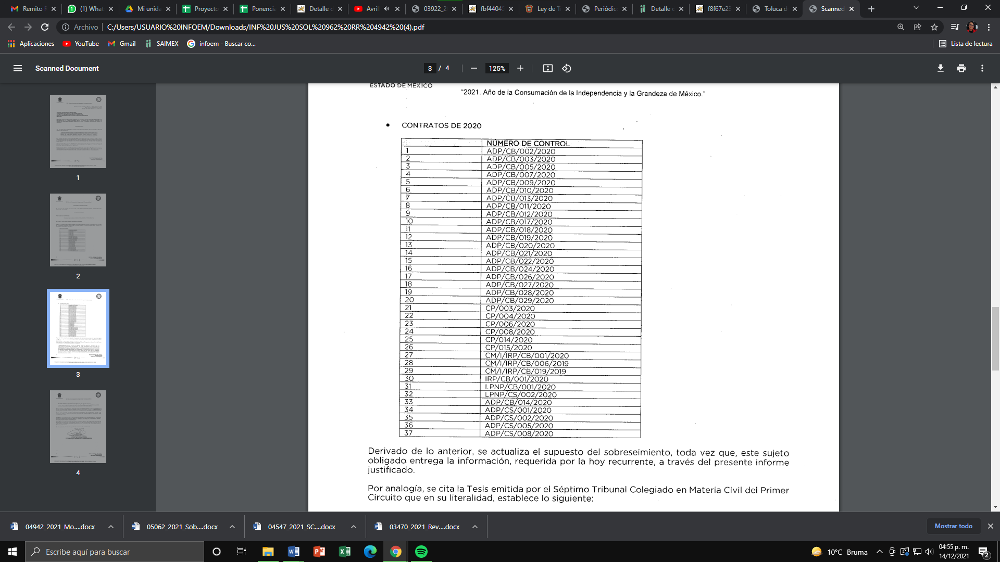 Remito R
(1) What
Mi unida
Proyecto
Ponencia
Detalle d
Avril
03922_2
fbf4404
Ley de T
Periódic
Detalle c
f8f67e23
Toluca d
Scanned
Archivo
C:/Users/USUARIO%20INFOEM/Downloads/INF%20JUS%20SOL%20962%20RR%204942%20(4).pdf
Aplicaciones
YouTube
Gmail
SAIMEX
infoem - Buscar co...
Lista de lectura
Scanned Document
3 / 4
125%
1
2
3
4
ESTADO DE MÉXICO
"2021. Año de la Consumación de la Independencia y la Grandeza de México."
• CONTRATOS DE 2020
NÚMERO DE CONTROL
1 ADP/CB/002/2020
2 ADP/CB/003/2020
3 ADP/CB/005/2020
4 ADP/CB/007/2020
5 ADP/CB/009/2020
6 ADP/CB/010/2020
7 ADP/CB/013/2020
8 ADP/CB/011/2020
9 ADP/CB/012/2020
10 ADP/CB/017/2020
11 ADP/CB/018/2020
12 ADP/CB/019/2020
13 ADP/CB/020/2020
14 ADP/CB/021/2020
15 ADP/CB/022/2020
16 ADP/CB/024/2020
17 ADP/CB/026/2020
18 ADP/CB/027/2020
19 ADP/CB/028/2020
20 ADP/CB/029/2020
21 CP/003/2020
22 CP/004/2020
23 CP/006/2020
24 CP/008/2020
25 CP/014/2020
26 CP/015/2020
27 CM/I/IRP/CB/001/2020
28 CM/I/IRP/CB/006/2019
29 CM/I/IRP/CB/019/2019
30 IRP/CB/001/2020
31 LPNP/CB/001/2020
32 LPNP/CS/002/2020
33 ADP/CB/014/2020
34 ADP/CS/001/2020
35 ADP/CS/002/2020
36 ADP/CS/005/2020
37 ADP/CS/008/2020
Derivado de lo anterior, se actualiza el supuesto del sobreseimiento, toda vez que, este sujeto
obligado entrega la información, requerida por la hoy recurrente, a través del presente informe
justificado.
Por analogía, se cita la Tesis emitida por el Séptimo Tribunal Colegiado en Materia Civil del Primer
Circuito que en su literalidad, establece lo siguiente:
04942_2021_Mo....docx
05062_2021_Sob....docx
04547_2021_SC....docx
03470_2021_Rev....docx
Mostrar todo
Escribe aquí para buscar
10°C Bruma
04:55 p. m.
14/12/2021
2